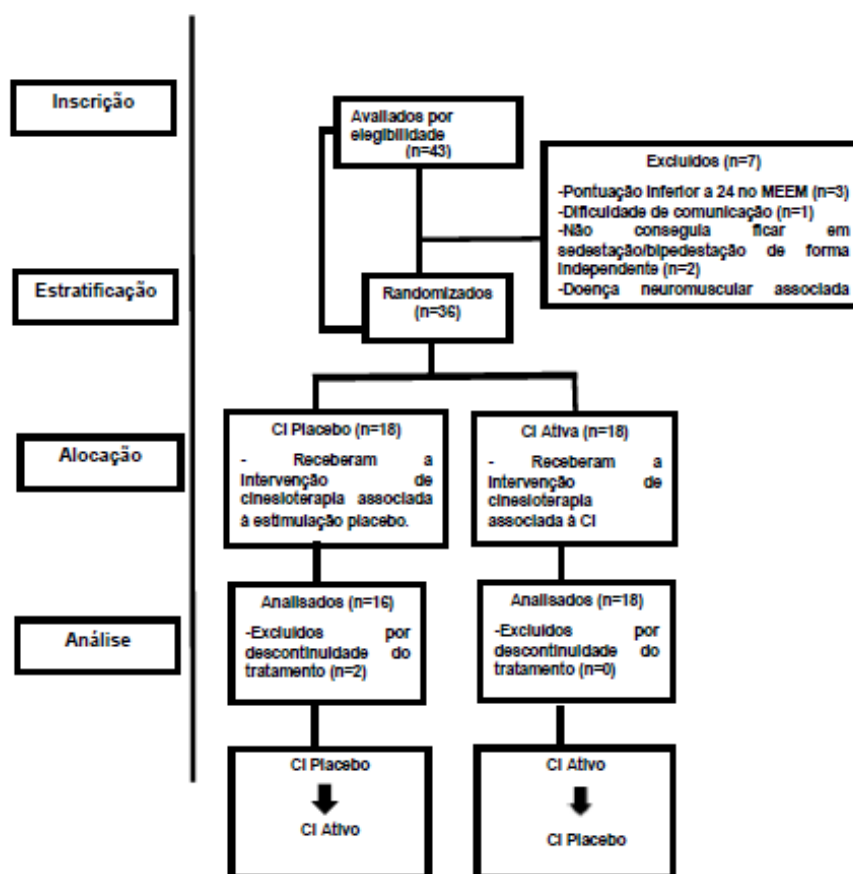 Inscrição
Avaliados por
elegibilidade
(n=43)
Excluídos (n=7)
-Pontuação Inferior a 24 no MEEM (n=3)
-Dificuldade de comunicação (n=1)
-Não conseguia ficar em
sedestação/bipedestação de forma
Independente (n=2)
-Doença neuromuscular associada
Estratificação
Randomizados
(n=36)
Alocação
CI Placebo (n=18)
- Receberam a
Intervenção de
cinesioterapia associada
à estimulação placebo.
CI Ativa (n=18)
- Receberam a
Intervenção de
cinesioterapia
associada à CI
Análise
Analisados (n=16)
-Excluídos por
descontinuidade do
tratamento (n=2)
Analisados (n=18)
-Excluídos por
descontinuidade do
tratamento (n=0)
CI Placebo
CI Ativo
CI Ativo
CI Placebo